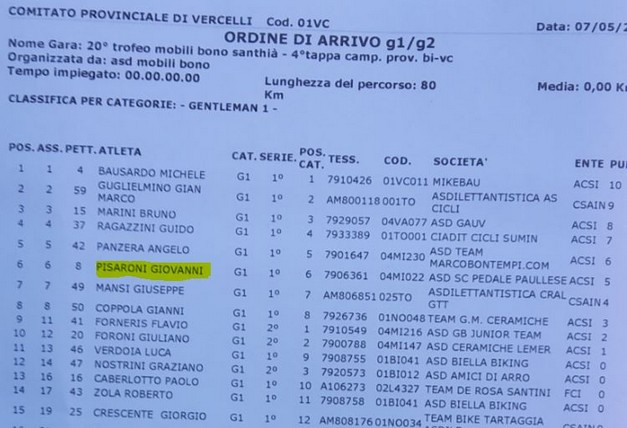 COMITATO PROVINCIALE DI VERCELLI Cod. 01VC
Data: 07/05/2
ORDINE DI ARRIVO g1/g2
Nome Gara: 20° trofeo mobili bono santhià - 4°tappa camp. prov. bi-vc
Organizzata da: asd mobili bono
Tempo impiegato: 00.00.00.00
Lunghezza del percorso: 80 Km
Media: 0,00 K
CLASSIFICA PER CATEGORIE: - GENTLEMAN 1 -
POS. ASS. PETT. ATLETA CAT. SERIE. POS. CAT. TESS. COD. SOCIETA' ENTE PU
1 1 4 BAUSARDO MICHELE G1 1° 1 7910426 01VC011 MIKEBAU ACSI 10
2 2 59 GUGLIELMINO GIAN MARCO G1 1° 2 AM800118 001TO ASDILETTANTISTICA AS CICLI CSAIN 9
3 3 15 MARINI BRUNO G1 1° 3 7929057 04VA077 ASD GAUV ACSI 8
4 4 37 RAGAZZINI GUIDO G1 1° 4 7933389 01TO001 CIADIT CICLI SUMIN ACSI 7
5 5 42 PANZERA ANGELO G1 1° 5 7901647 04MI230 ASD TEAM MARCOBONTEMPI.COM ACSI 6
6 6 8 PISARONI GIOVANNI G1 1° 6 7906361 04MI022 ASD SC PEDALE PAULLESE ACSI 5
7 7 49 MANSI GIUSEPPE G1 1° 7 AM806851 025TO ASDILETTANTISTICA CRAL GTT CSAIN 4
8 8 50 COPPOLA GIANNI G1 1° 8 7926736 01NO048 TEAM G.M. CERAMICHE ACSI 3
9 11 41 FORNERIS FLAVIO G1 2° 1 7910549 04MI216 ASD GB JUNIOR TEAM ACSI 2
10 12 20 FORONI GIULIANO G1 2° 2 7900788 04MI147 ASD CERAMICHE LEMER ACSI 1
11 13 46 VERDOIA LUCA G1 1° 9 7908755 01BI041 ASD BIELLA BIKING ACSI 0
12 14 47 NOSTRINI GRAZIANO G1 2° 3 7920573 01BI012 ASD AMICI DI ARRO ACSI 0
13 16 16 CABERLOTTO PAOLO G1 1° 10 A106273 02L4327 TEAM DE ROSA SANTINI FCI 0
14 17 43 ZOLA ROBERTO G1 1° 11 7908758 01BI041 ASD BIELLA BIKING ACSI 0
15 19 25 CRESCENTE GIORGIO G1 1° 12 AM808176 01NO034 TEAM BIKE TARTAGGIA